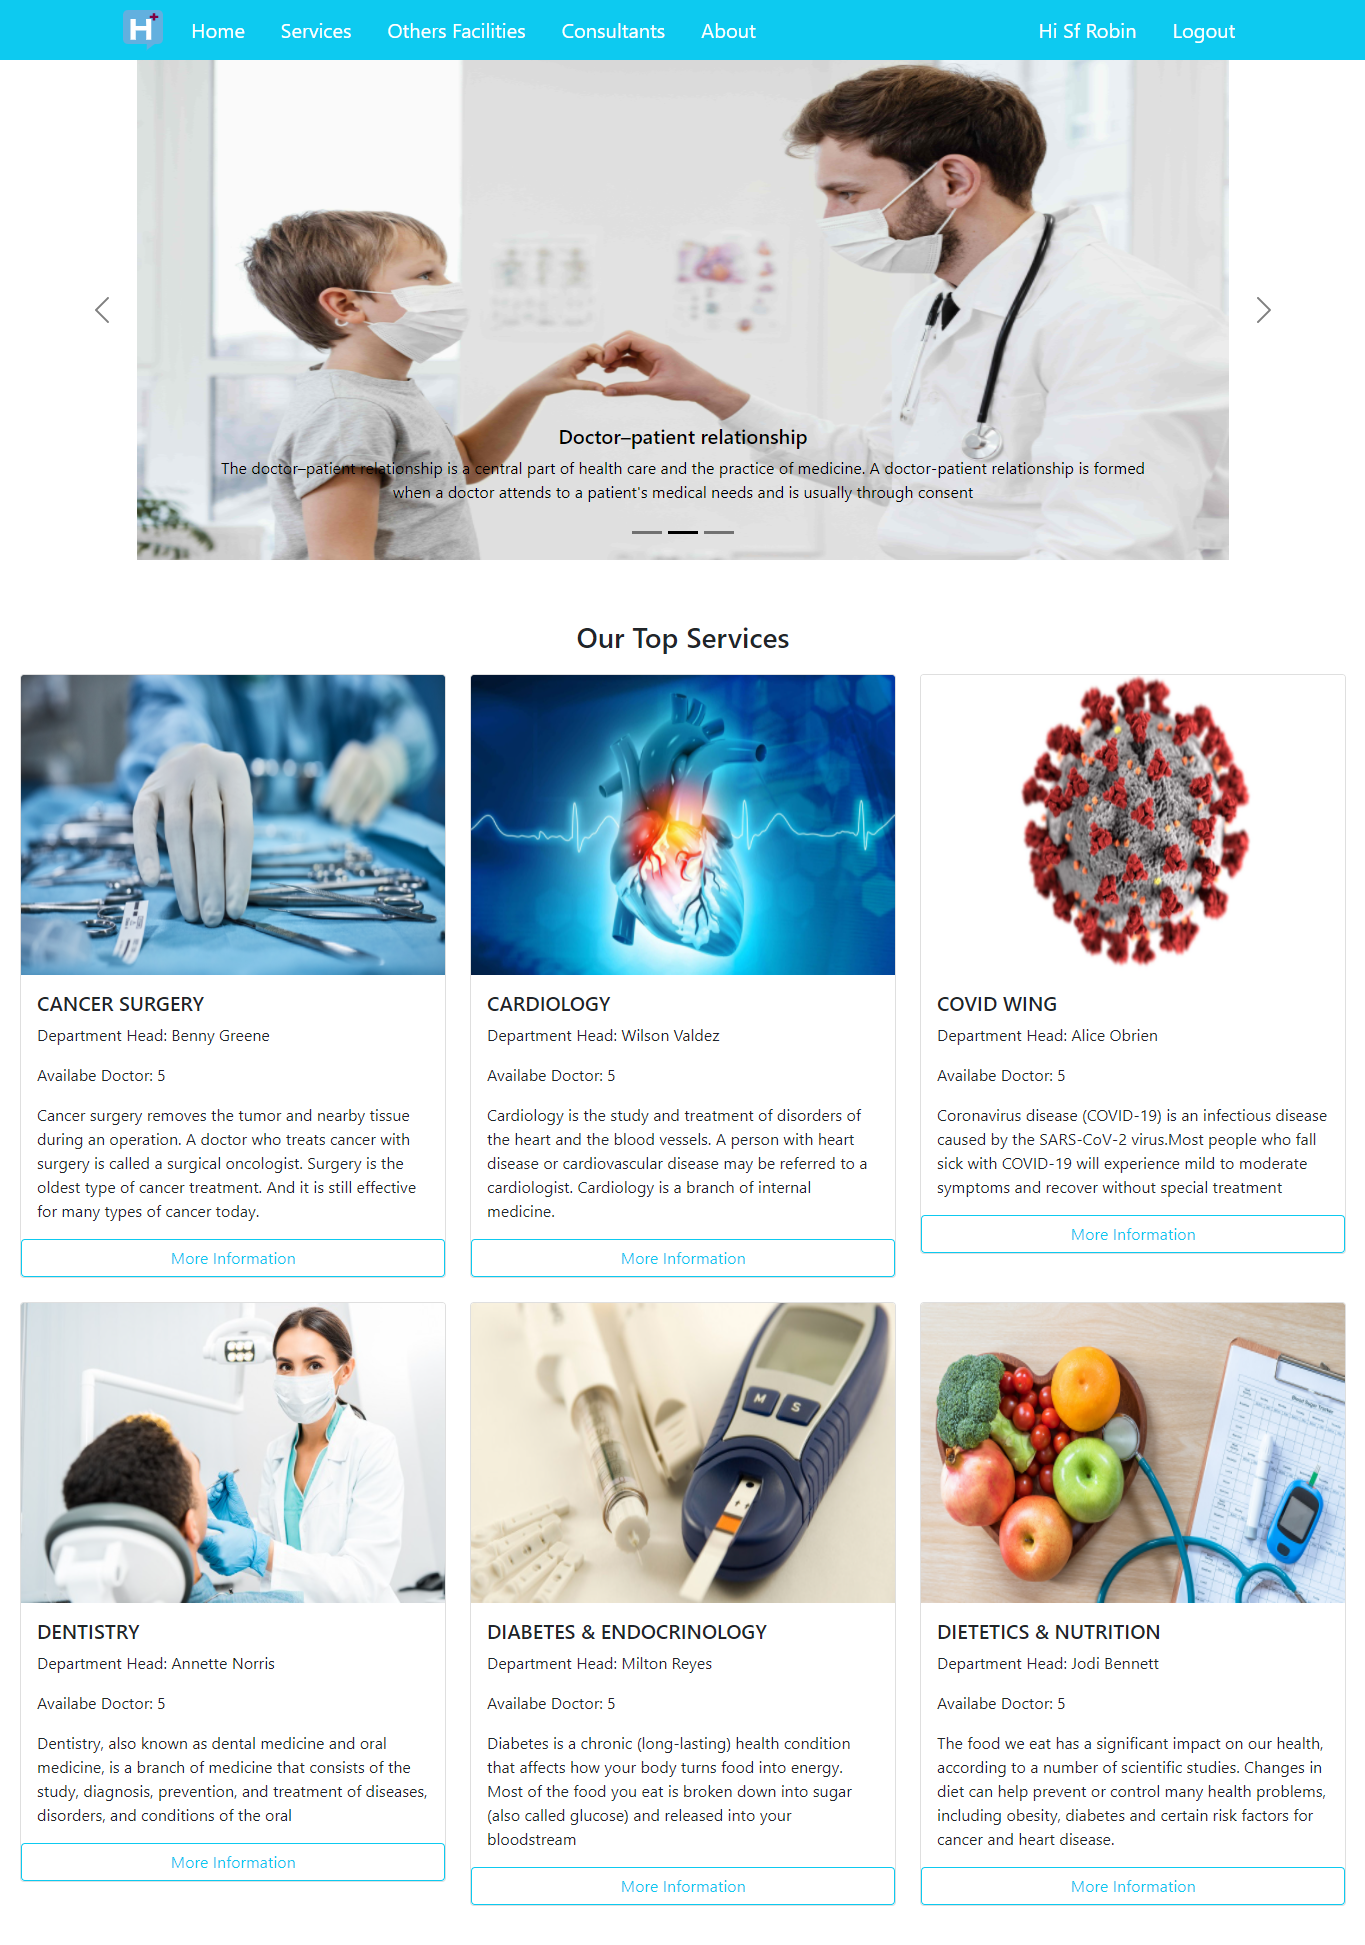 H+
Home Services Others Facilities Consultants About Hi Sf Robin Logout
Doctor–patient relationship
The doctor–patient relationship is a central part of health care and the practice of medicine. A doctor-patient relationship is formed
when a doctor attends to a patient's medical needs and is usually through consent
Our Top Services
CANCER SURGERY
Department Head: Benny Greene
Availabe Doctor: 5
Cancer surgery removes the tumor and nearby tissue
during an operation. A doctor who treats cancer with
surgery is called a surgical oncologist. Surgery is the
oldest type of cancer treatment. And it is still effective
for many types of cancer today.
More Information
CARDIOLOGY
Department Head: Wilson Valdez
Availabe Doctor: 5
Cardiology is the study and treatment of disorders of
the heart and the blood vessels. A person with heart
disease or cardiovascular disease may be referred to a
cardiologist. Cardiology is a branch of internal
medicine.
More Information
COVID WING
Department Head: Alice Obrien
Availabe Doctor: 5
Coronavirus disease (COVID-19) is an infectious disease
caused by the SARS-CoV-2 virus.Most people who fall
sick with COVID-19 will experience mild to moderate
symptoms and recover without special treatment
More Information
DENTISTRY
Department Head: Annette Norris
Availabe Doctor: 5
Dentistry, also known as dental medicine and oral
medicine, is a branch of medicine that consists of the
study, diagnosis, prevention, and treatment of diseases,
disorders, and conditions of the oral
More Information
M S
DIABETES & ENDOCRINOLOGY
Department Head: Milton Reyes
Availabe Doctor: 5
Diabetes is a chronic (long-lasting) health condition
that affects how your body turns food into energy.
Most of the food you eat is broken down into sugar
(also called glucose) and released into your
bloodstream
More Information
DIETETICS & NUTRITION
Department Head: Jodi Bennett
Availabe Doctor: 5
The food we eat has a significant impact on our health,
according to a number of scientific studies. Changes in
diet can help prevent or control many health problems,
including obesity, diabetes and certain risk factors for
cancer and heart disease.
More Information